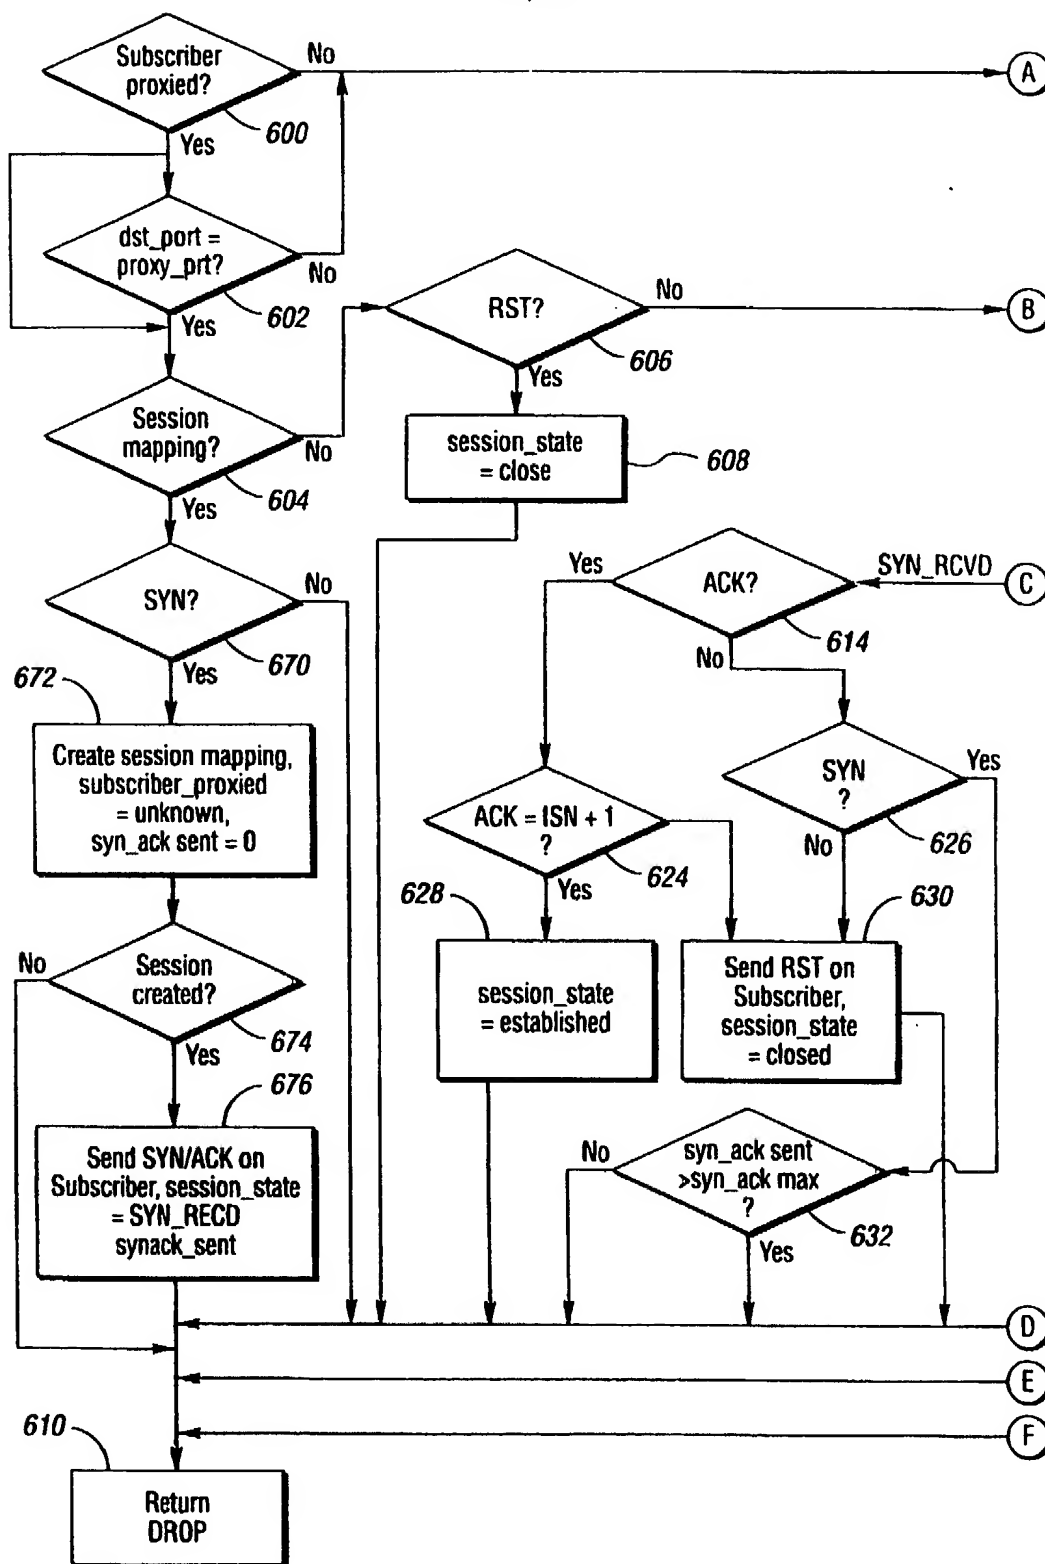 Subscriber
proxied?
No
A
600
Yes
dst_port =
proxy_prt?
No
602
Yes
RST?
No
B
606
Yes
Session
mapping?
No
604
Yes
session_state
= close
608
SYN?
No
670
Yes
Yes
ACK?
SYN_RCVD
C
614
No
672
Create session mapping,
subscriber_proxied
= unknown,
syn_ack sent = 0
SYN
?
Yes
626
No
ACK = ISN + 1
?
624
Yes
628
session_state
= established
630
Send RST on
Subscriber,
session_state
= closed
No
Session
created?
674
Yes
676
Send SYN/ACK on
Subscriber, session_state
= SYN_RECD
synack_sent
No
syn_ack sent
>syn_ack max
?
632
Yes
D
E
F
610
Return
DROP